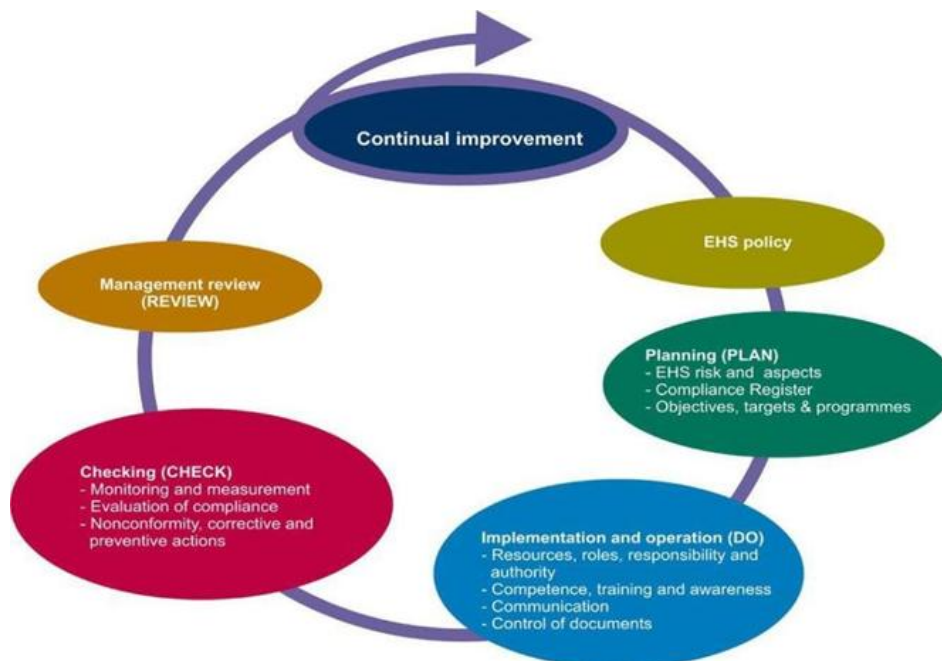 Continual improvement
EHS policy
Management review
(REVIEW)
Planning (PLAN)
- EHS risk and aspects
- Compliance Register
- Objectives, targets & programmes
Checking (CHECK)
- Monitoring and measurement
- Evaluation of compliance
- Nonconformity, corrective and
preventive actions
Implementation and operation (DO)
- Resources, roles, responsibility and
authority
- Competence, training and awareness
- Communication
- Control of documents